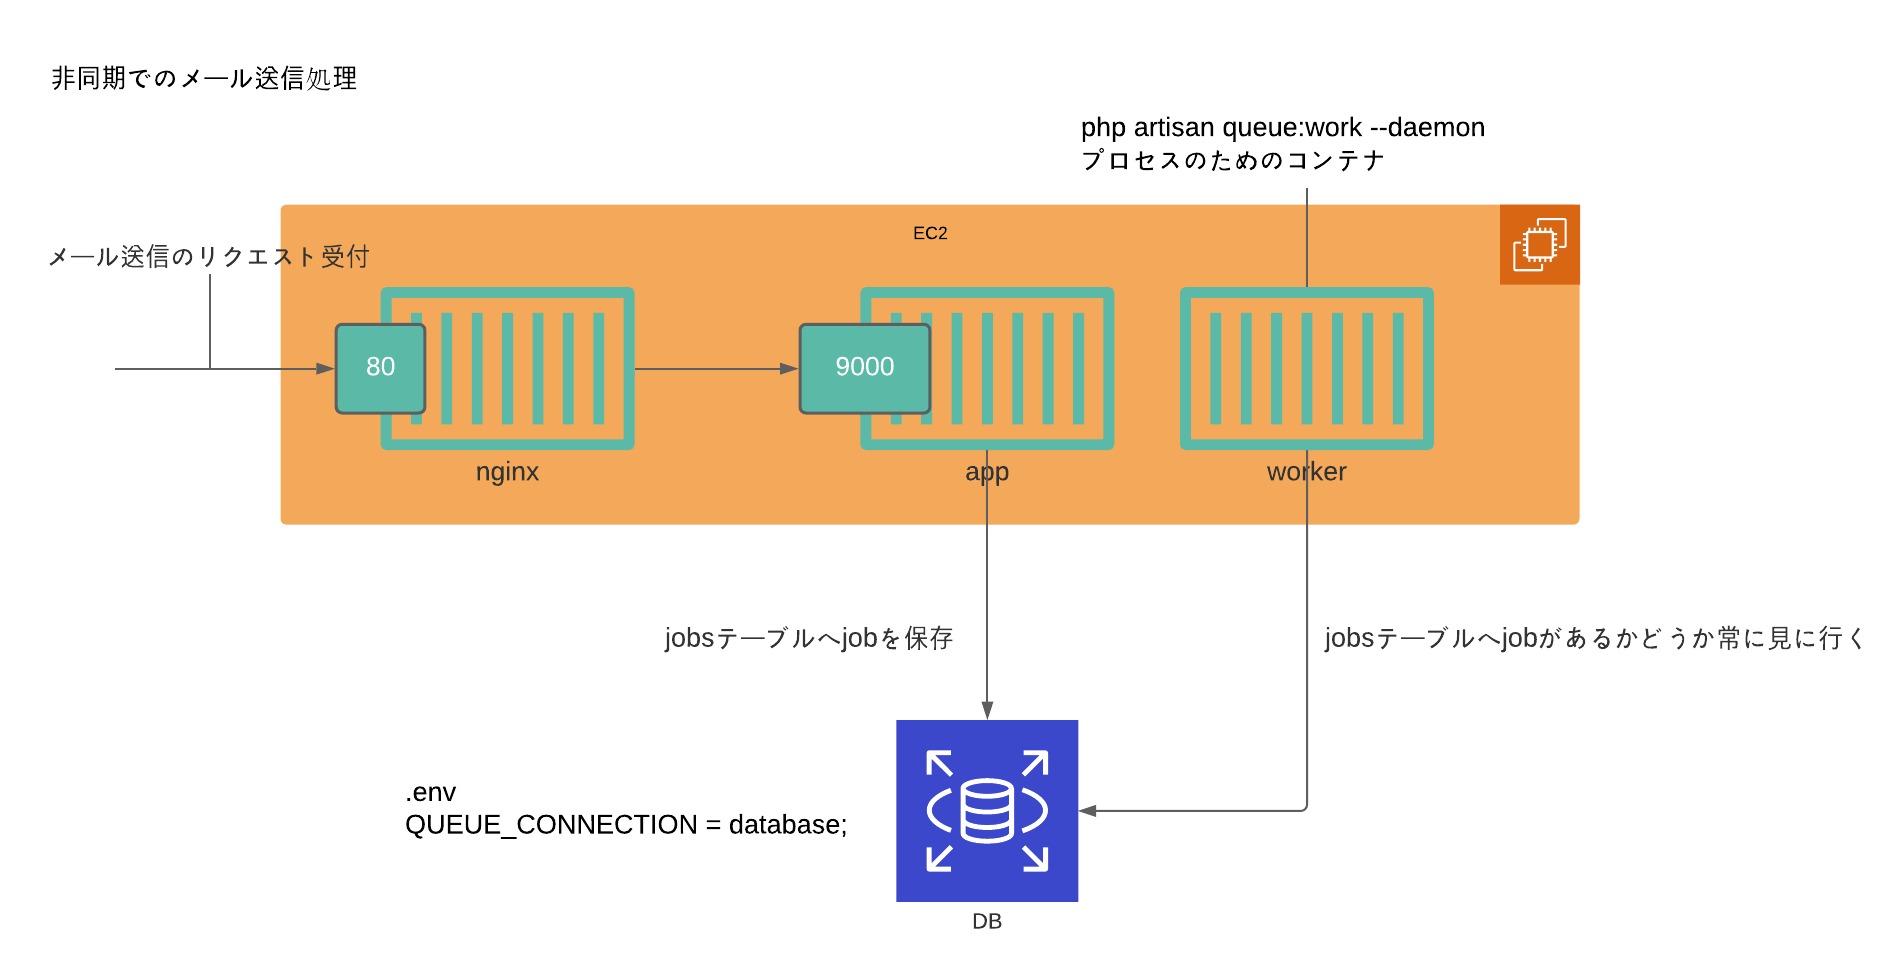 非同期でのメール送信処理
php artisan queue:work --daemon
プロセスのためのコンテナ
EC2
メール送信のリクエスト受付
80
9000
nginx
app
worker
jobsテーブルへjobを保存
jobsテーブルへjobがあるかどうか常に見に行く
.env
QUEUE_CONNECTION = database;
DB